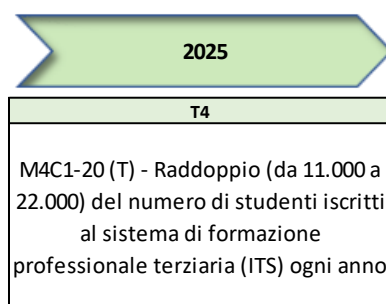 2025
T4
M4C1-20 (T) - Raddoppio (da 11.000 a
22.000) del numero di studenti iscritti
al sistema di formazione
professionale terziaria (ITS) ogni anno